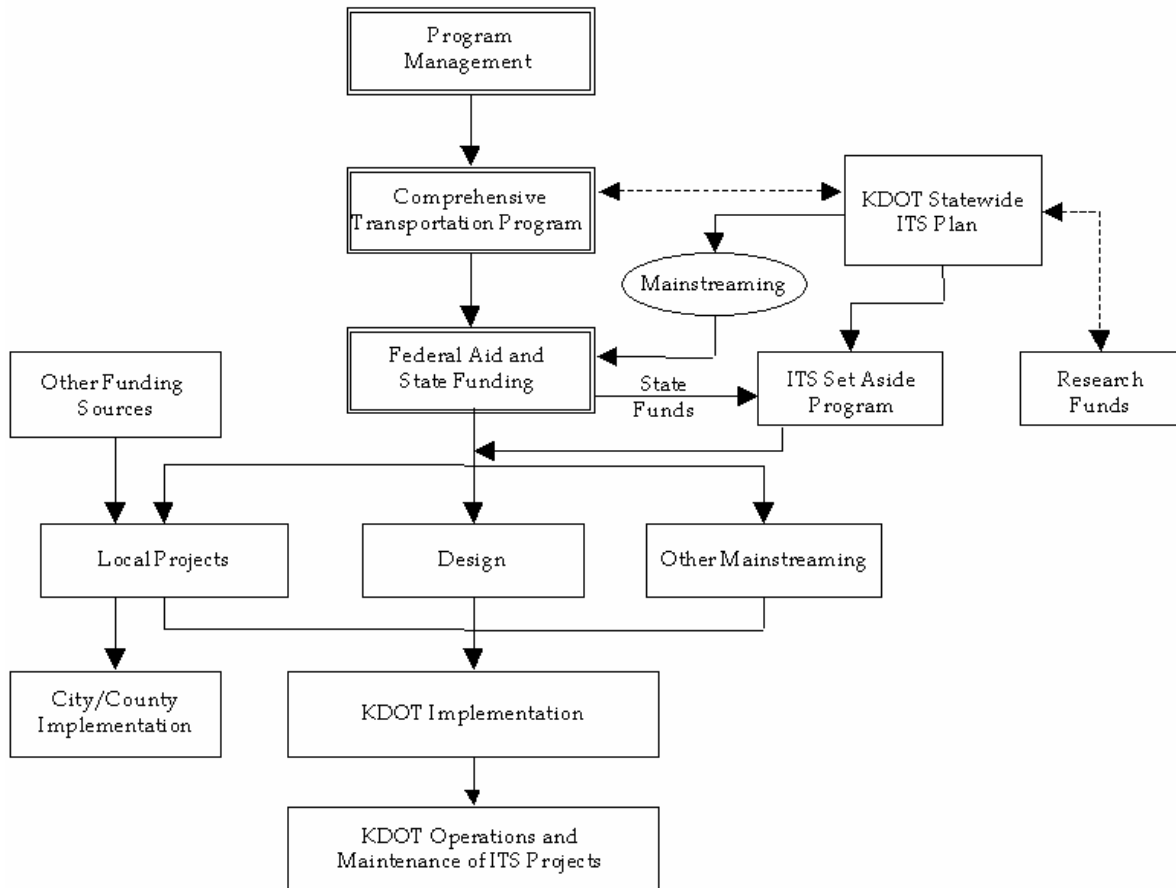 Program
Management
Comprehensive
Transportation Program
KDOT Statewide
ITS Plan
Mainstreaming
Federal Aid and
State Funding
State
Funds
ITS Set Aside
Program
Research
Funds
Other Funding
Sources
Local Projects
Design
Other Mainstreaming
City/County
Implementation
KDOT Implementation
KDOT Operations and
Maintenance of ITS Projects